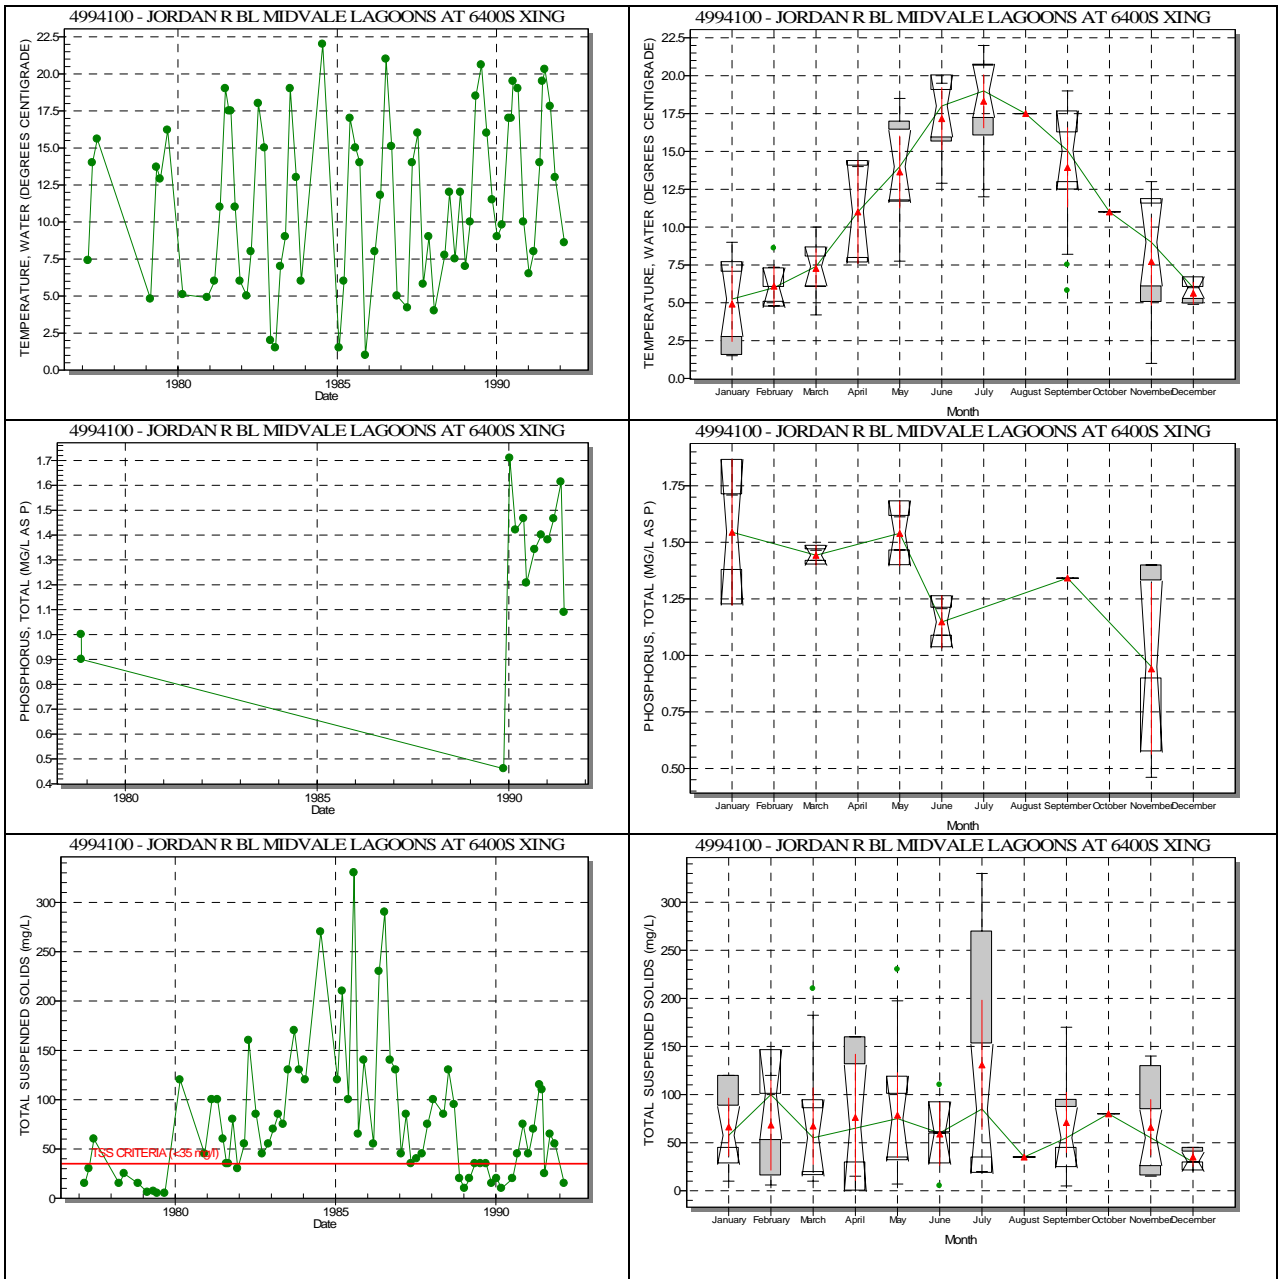 4994100 - JORDAN R BL MIDVALE LAGOONS AT 6400S XING
TEMPERATURE, WATER (DEGREES CENTIGRADE)
22.5
20.0
17.5
15.0
12.5
10.0
7.5
5.0
2.5
0.0
1980 1985 1990
Date
4994100 - JORDAN R BL MIDVALE LAGOONS AT 6400S XING
TEMPERATURE, WATER (DEGREES CENTIGRADE)
22.5
20.0
17.5
15.0
12.5
10.0
7.5
5.0
2.5
0.0
January February March April May June July August September October November December
Month
4994100 - JORDAN R BL MIDVALE LAGOONS AT 6400S XING
PHOSPHORUS, TOTAL (MG/L AS P)
1.7
1.6
1.5
1.4
1.3
1.2
1.1
1.0
0.9
0.8
0.7
0.6
0.5
0.4
1980 1985 1990
Date
4994100 - JORDAN R BL MIDVALE LAGOONS AT 6400S XING
PHOSPHORUS, TOTAL (MG/L AS P)
1.75
1.50
1.25
1.00
0.75
0.50
January February March April May June July August September October November December
Month
4994100 - JORDAN R BL MIDVALE LAGOONS AT 6400S XING
TOTAL SUSPENDED SOLIDS (mg/L)
300
250
200
150
100
50
0
TSS CRITERIA (<35 mg/l)
1980 1985 1990
Date
4994100 - JORDAN R BL MIDVALE LAGOONS AT 6400S XING
TOTAL SUSPENDED SOLIDS (mg/L)
300
250
200
150
100
50
0
January February March April May June July August September October November December
Month